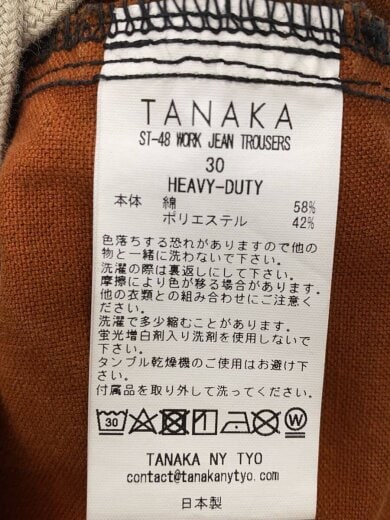 TANAKA
ST-48 WORK JEAN TROUSERS
30
HEAVY-DUTY
本体 綿 58%
ポリエステル 42%
色落ちする恐れがありますので他の
物と一緒に洗わないで下さい。
洗濯の際は裏返しにして下さい。
摩擦により色が移る場合があります。
他の衣類との組み合わせにご注意く
ださい。
洗濯で多少縮むことがあります。
蛍光増白剤入り洗剤を使用しないで
下さい。
タンブル乾燥機のご使用はお避け下
さい。
付属品を取り外して洗ってください。
30 W
TANAKA NY TYO
contact@tanakanytyo.com
日本製